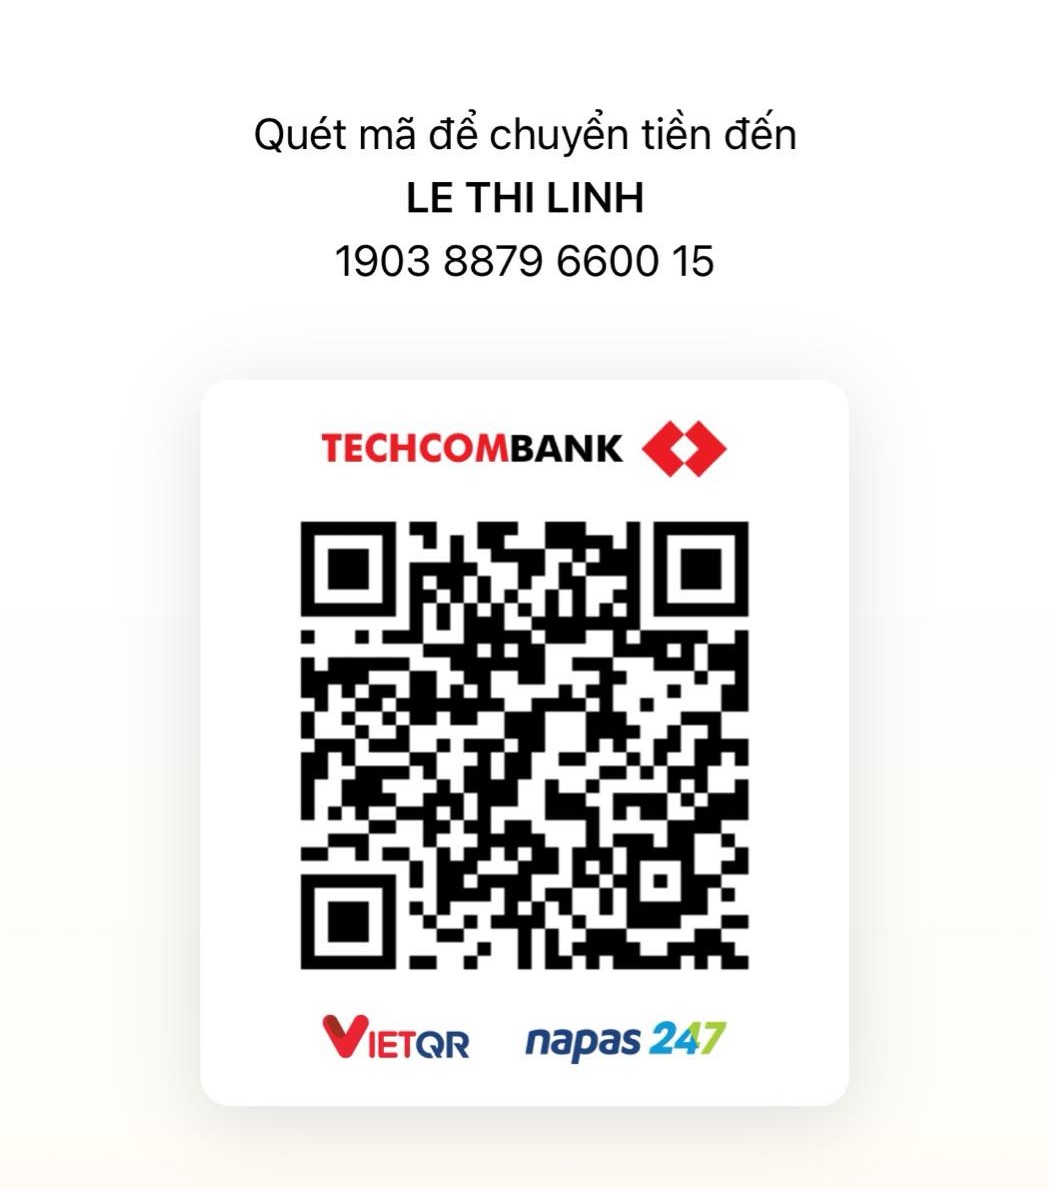 Quét mã để chuyển tiền đến
LE THI LINH
1903 8879 6600 15
TECHCOMBANK
VIETQR napas 247